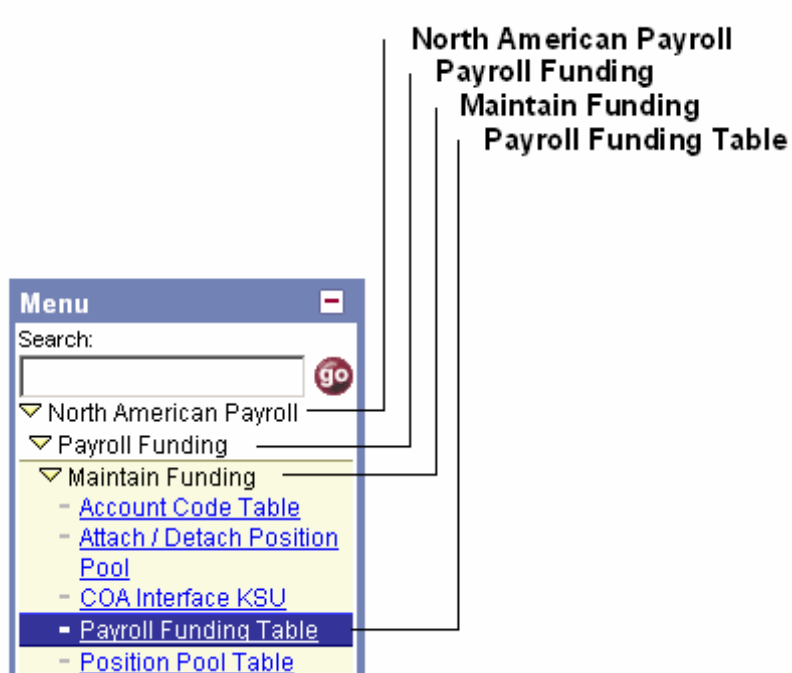 North American Payroll
Payroll Funding
Maintain Funding
Payroll Funding Table
Menu
Search:
go
North American Payroll
Payroll Funding
Maintain Funding
- Account Code Table
- Attach / Detach Position
Pool
- COA Interface KSU
- Payroll Funding Table
- Position Pool Table